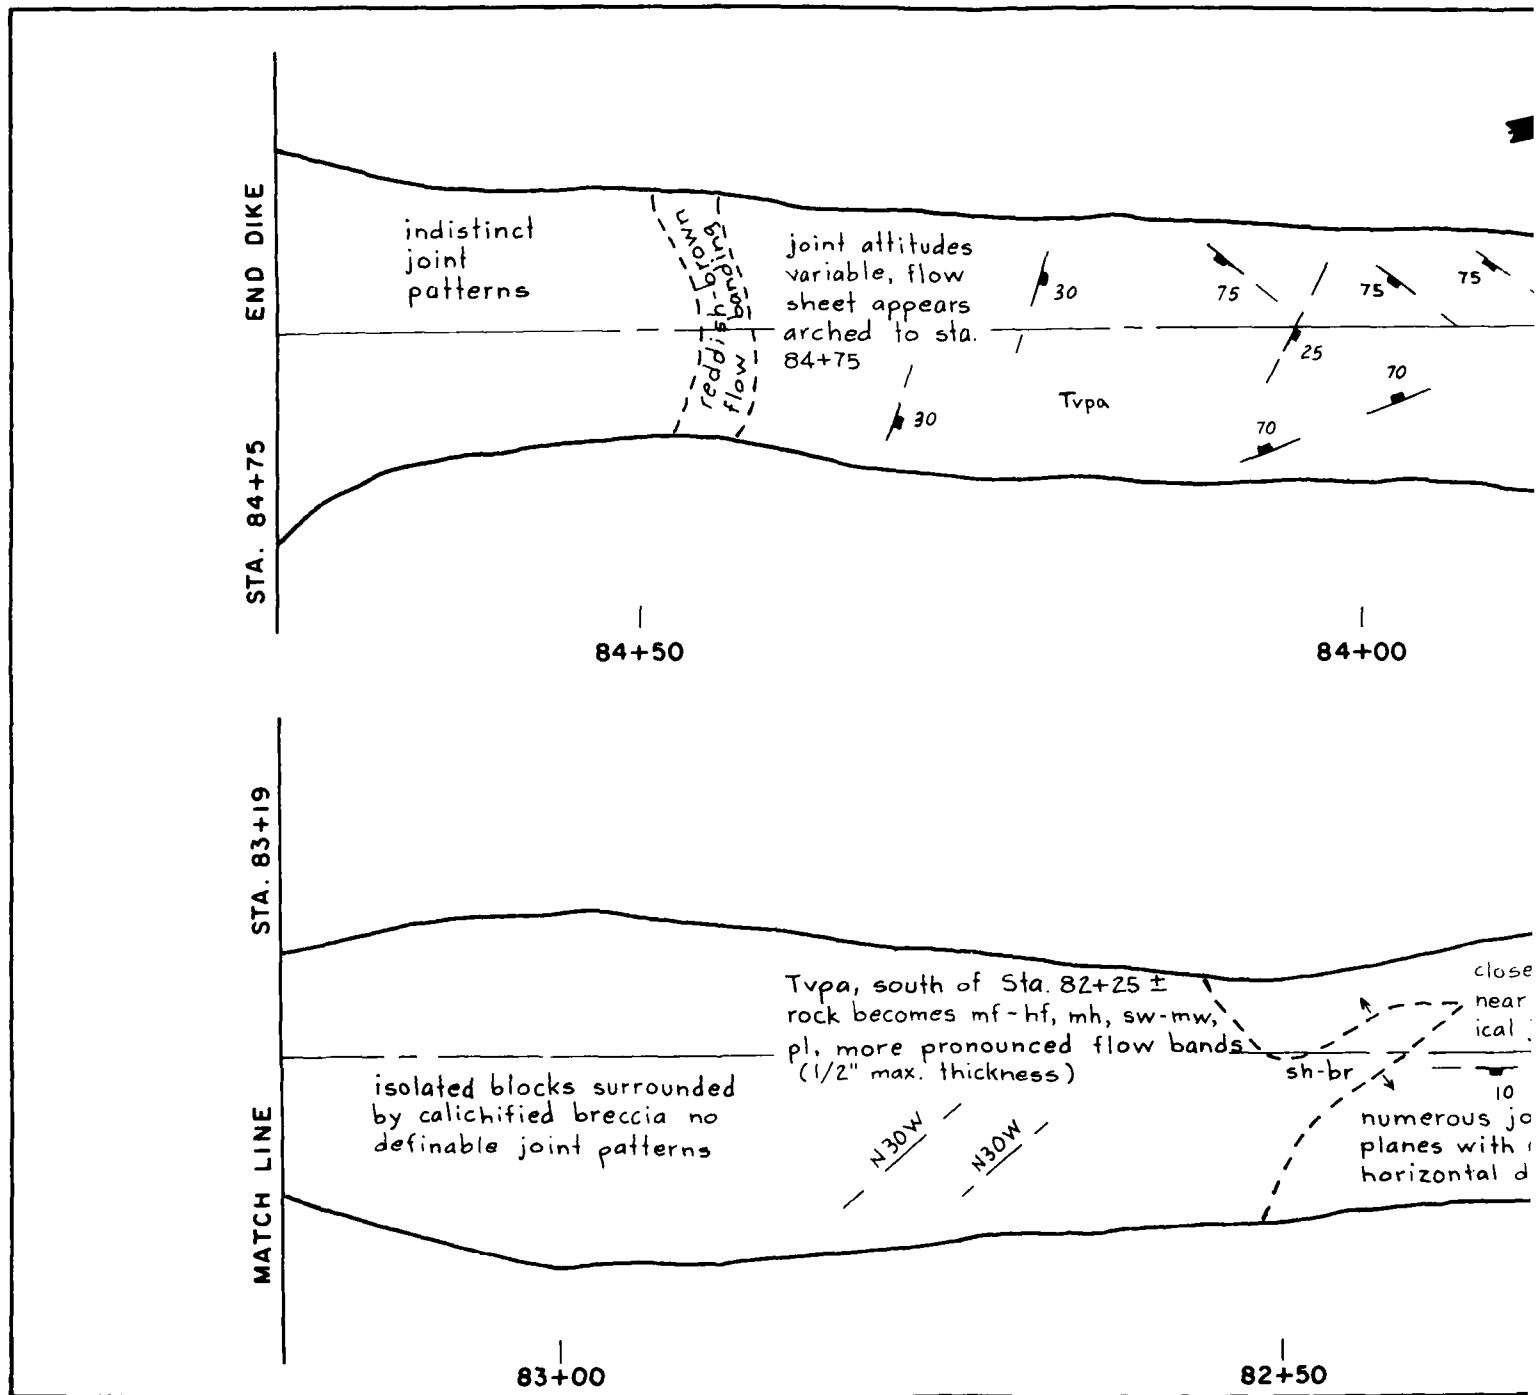 END DIKE
STA. 84+75
indistinct
joint
patterns
reddish-brown
flow banding
joint attitudes
variable, flow
sheet appears
arched to sta.
84+75
30
30
Tvpa
75
75
75
25
70
70
84+50
84+00
STA. 83+19
MATCH LINE
isolated blocks surrounded
by calichified breccia no
definable joint patterns
Tvpa, south of Sta. 82+25 ±
rock becomes mf-hf, mh, sw-mw,
pl, more pronounced flow bands
(1/2" max. thickness)
N30W
N30W
sh-br
close
near
ical
10
numerous jo
planes with
horizontal d
83+00
82+50